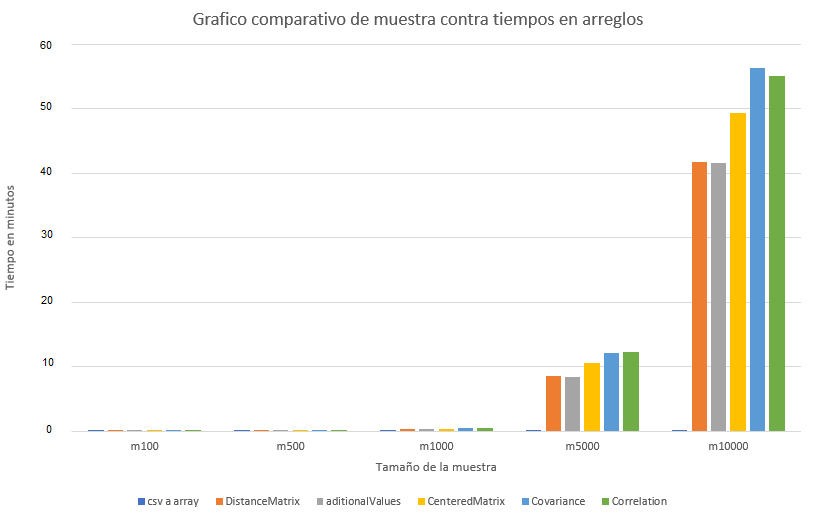 Grafico comparativo de muestra contra tiempos en arreglos
60
50
40
30
20
10
0
Tiempo en minutos
m100 m500 m1000 m5000 m10000
Tamaño de la muestra
csv a array DistanceMatrix aditionalValues CenteredMatrix Covariance Correlation